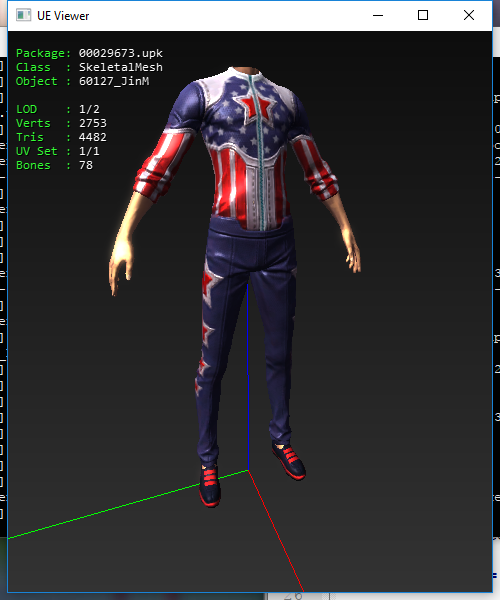 UE Viewer
Package: 00029673.upk
Class : SkeletalMesh
Object : 60127_JinM
LOD : 1/2
Verts : 2753
Tris : 4482
UV Set : 1/1
Bones : 78